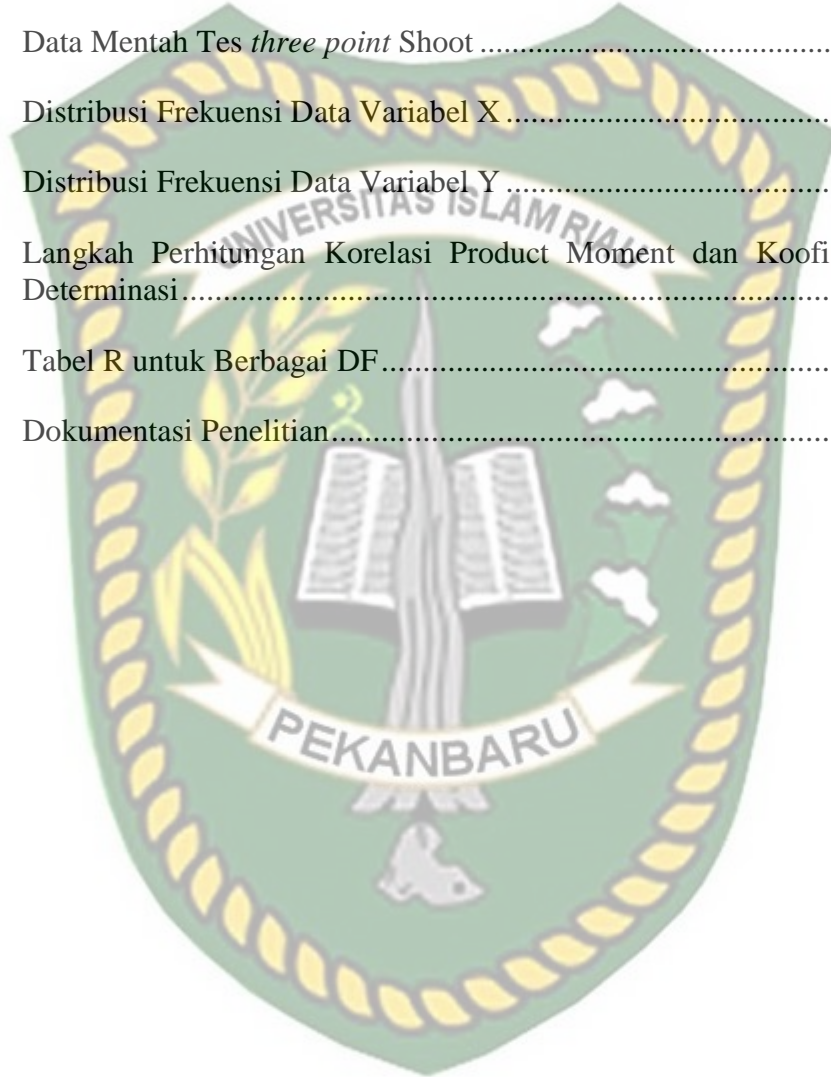 Data Mentah Tes three point Shoot ....................................
Distribusi Frekuensi Data Variabel X ..................................
Distribusi Frekuensi Data Variabel Y ..................................
UNIVERSITAS ISLAM RIAU
Langkah Perhitungan Korelasi Product Moment dan Koofi
Determinasi ...................................................................
Tabel R untuk Berbagai DF ...............................................
Dokumentasi Penelitian .....................................................
PEKANBARU